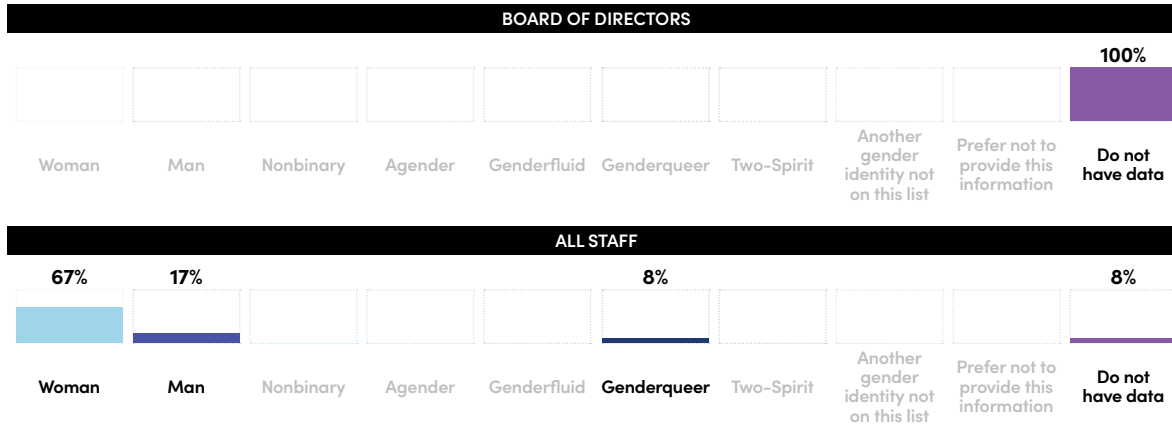 BOARD OF DIRECTORS
100%
Woman
Man
Nonbinary
Agender
Genderfluid
Genderqueer
Two-Spirit
Another
gender
identity not
on this list
Prefer not to
provide this
information
Do not
have data
ALL STAFF
67%
17%
8%
8%
Woman
Man
Nonbinary
Agender
Genderfluid
Genderqueer
Two-Spirit
Another
gender
identity not
on this list
Prefer not to
provide this
information
Do not
have data